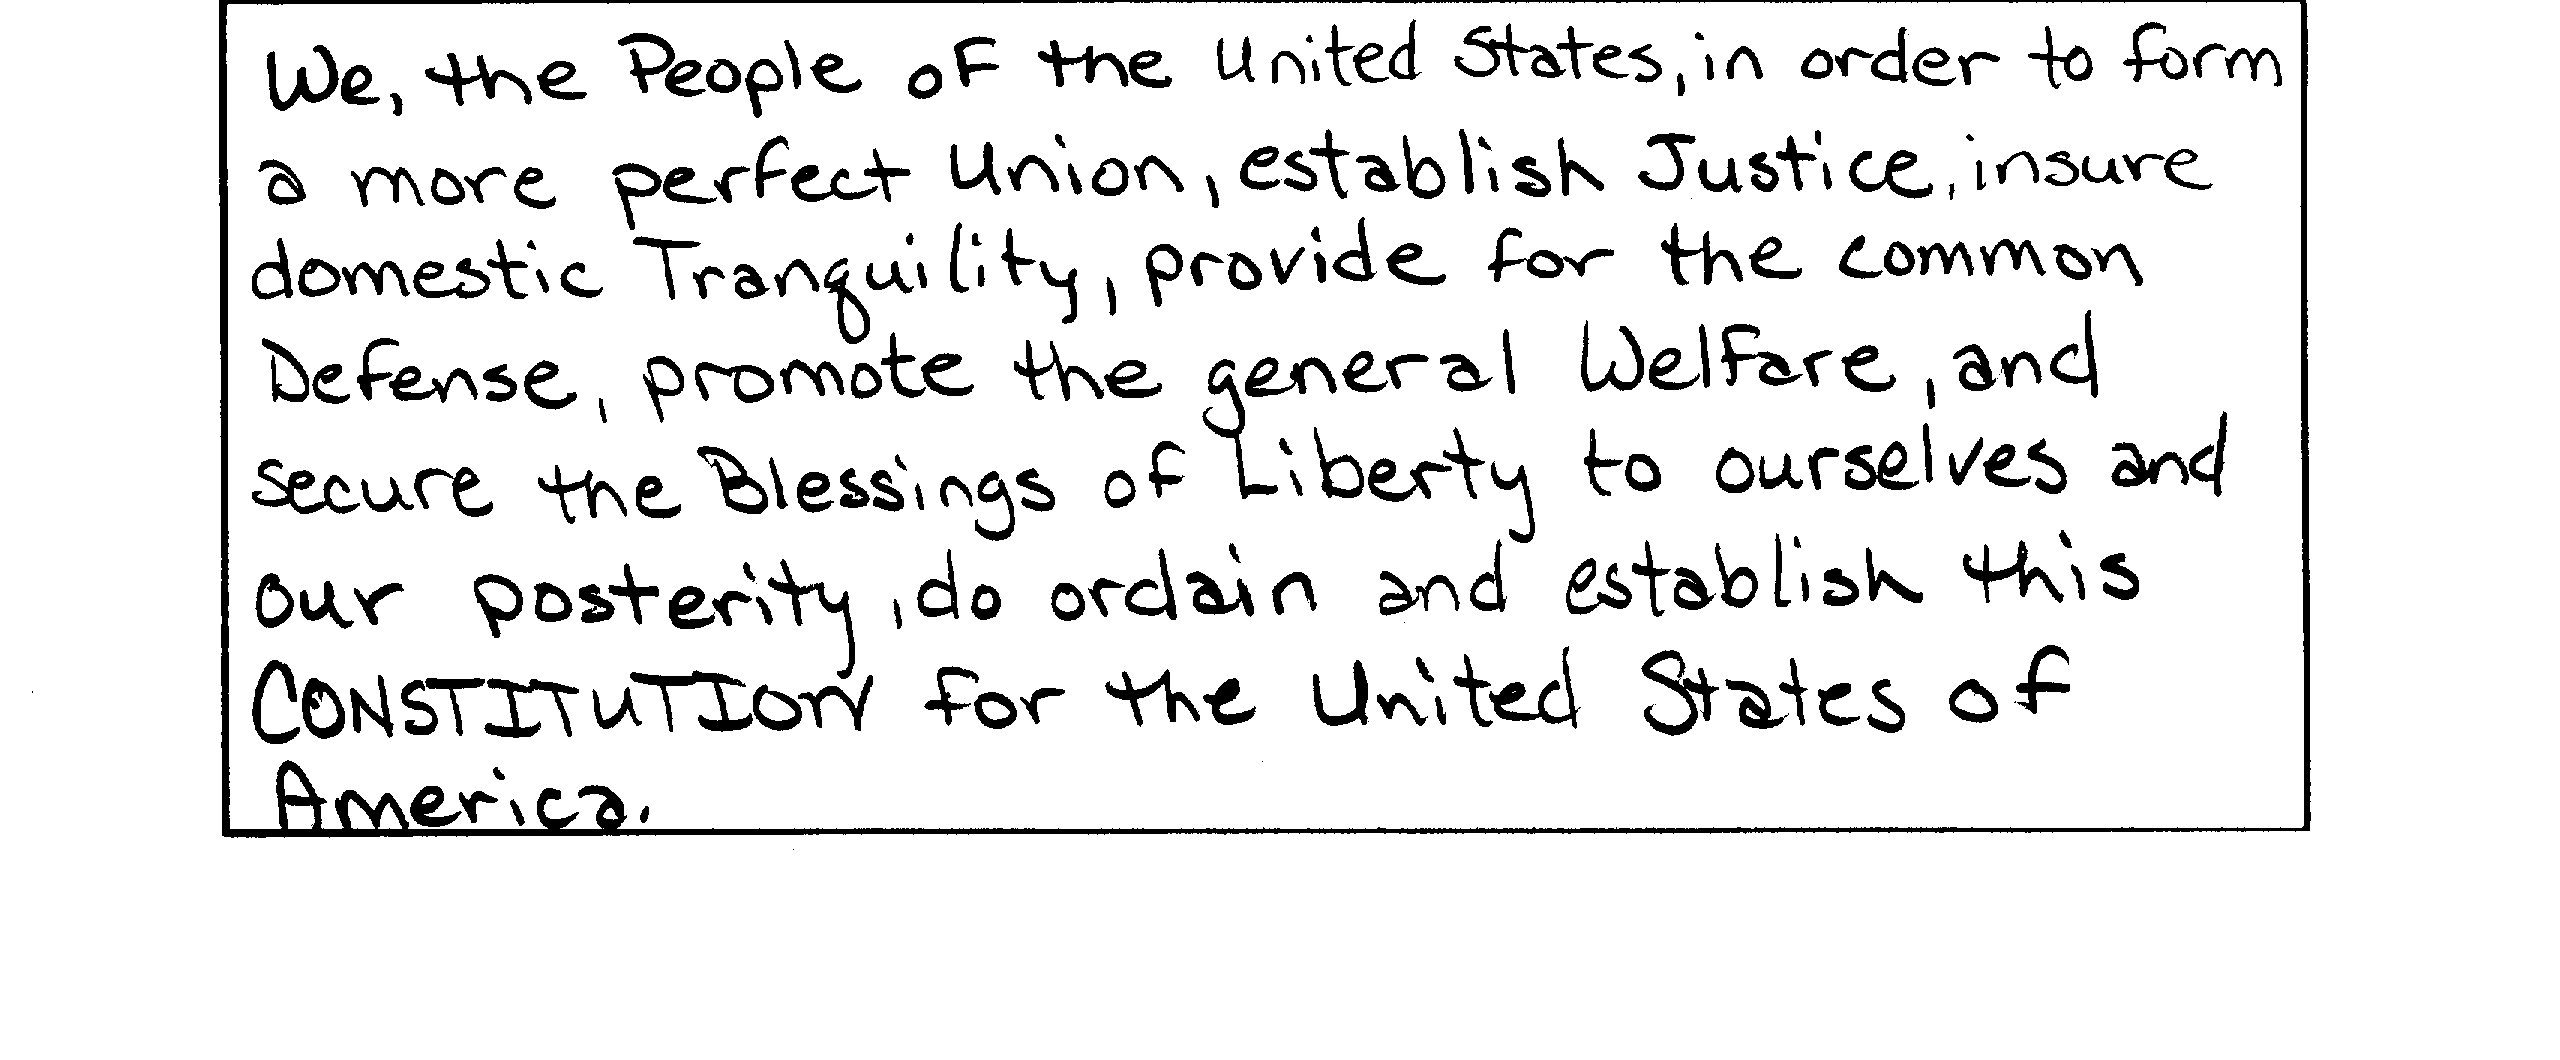 We, the People of the United States, in order to form
a more perfect Union, establish Justice, insure
domestic Tranquility, provide for the common
Defense, promote the general Welfare, and
secure the Blessings of Liberty to ourselves and
our posterity, do ordain and establish this
CONSTITUTION for the United States of
America.